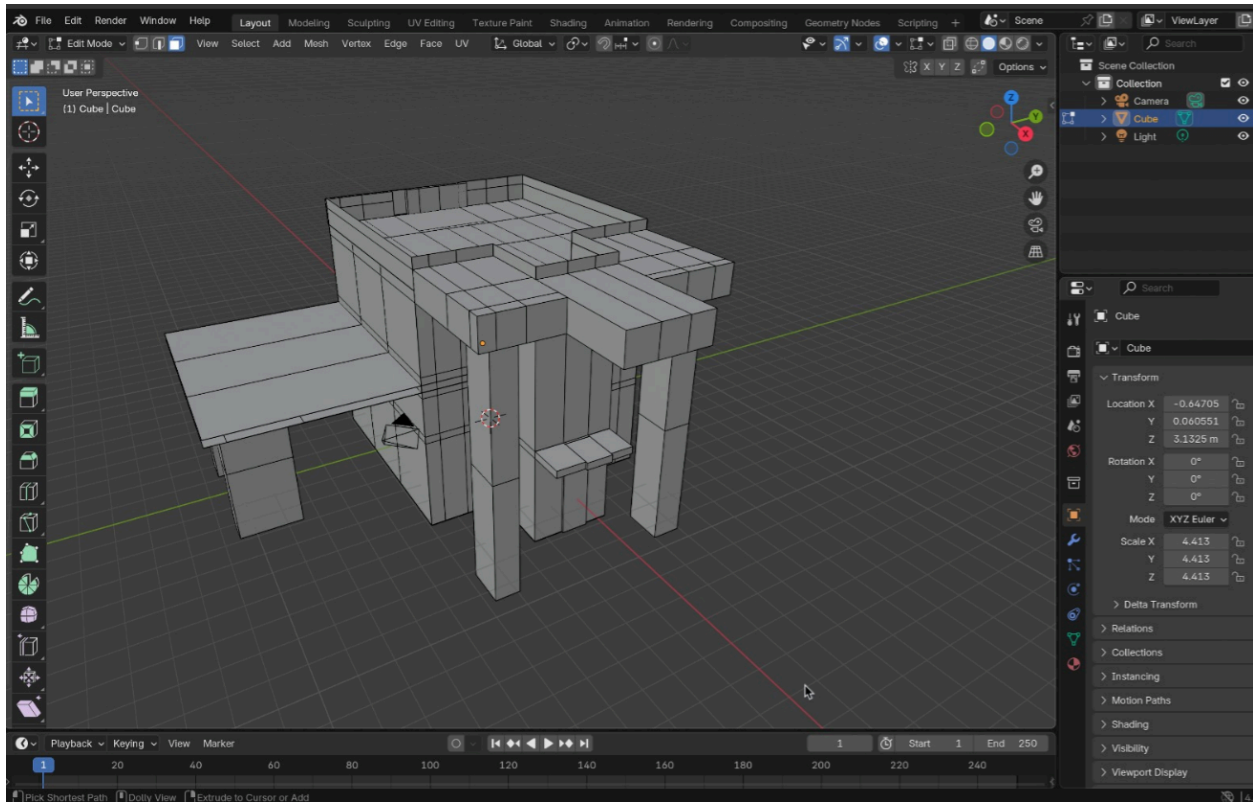 File Edit Render Window Help Layout Modeling Sculpting UV Editing Texture Paint Shading Animation Rendering Compositing Geometry Nodes Scripting + Scene ViewLayer
Edit Mode View Select Add Mesh Vertex Edge Face UV Global Search
X Y Z Options
User Perspective
(1) Cube | Cube
Z
Y
X
Scene Collection
Collection
Camera
Cube
Light
Search
Cube
Cube
Transform
Location X -0.64705
Y 0.060551
Z 3.1325 m
Rotation X 0°
Y 0°
Z 0°
Mode XYZ Euler
Scale X 4.413
Y 4.413
Z 4.413
Delta Transform
Relations
Collections
Instancing
Motion Paths
Shading
Visibility
Viewport Display
Playback Keying View Marker 1 Start 1 End 250
1 20 40 60 80 100 120 140 160 180 200 220 240
Pick Shortest Path Dolly View Extrude to Cursor or Add 4